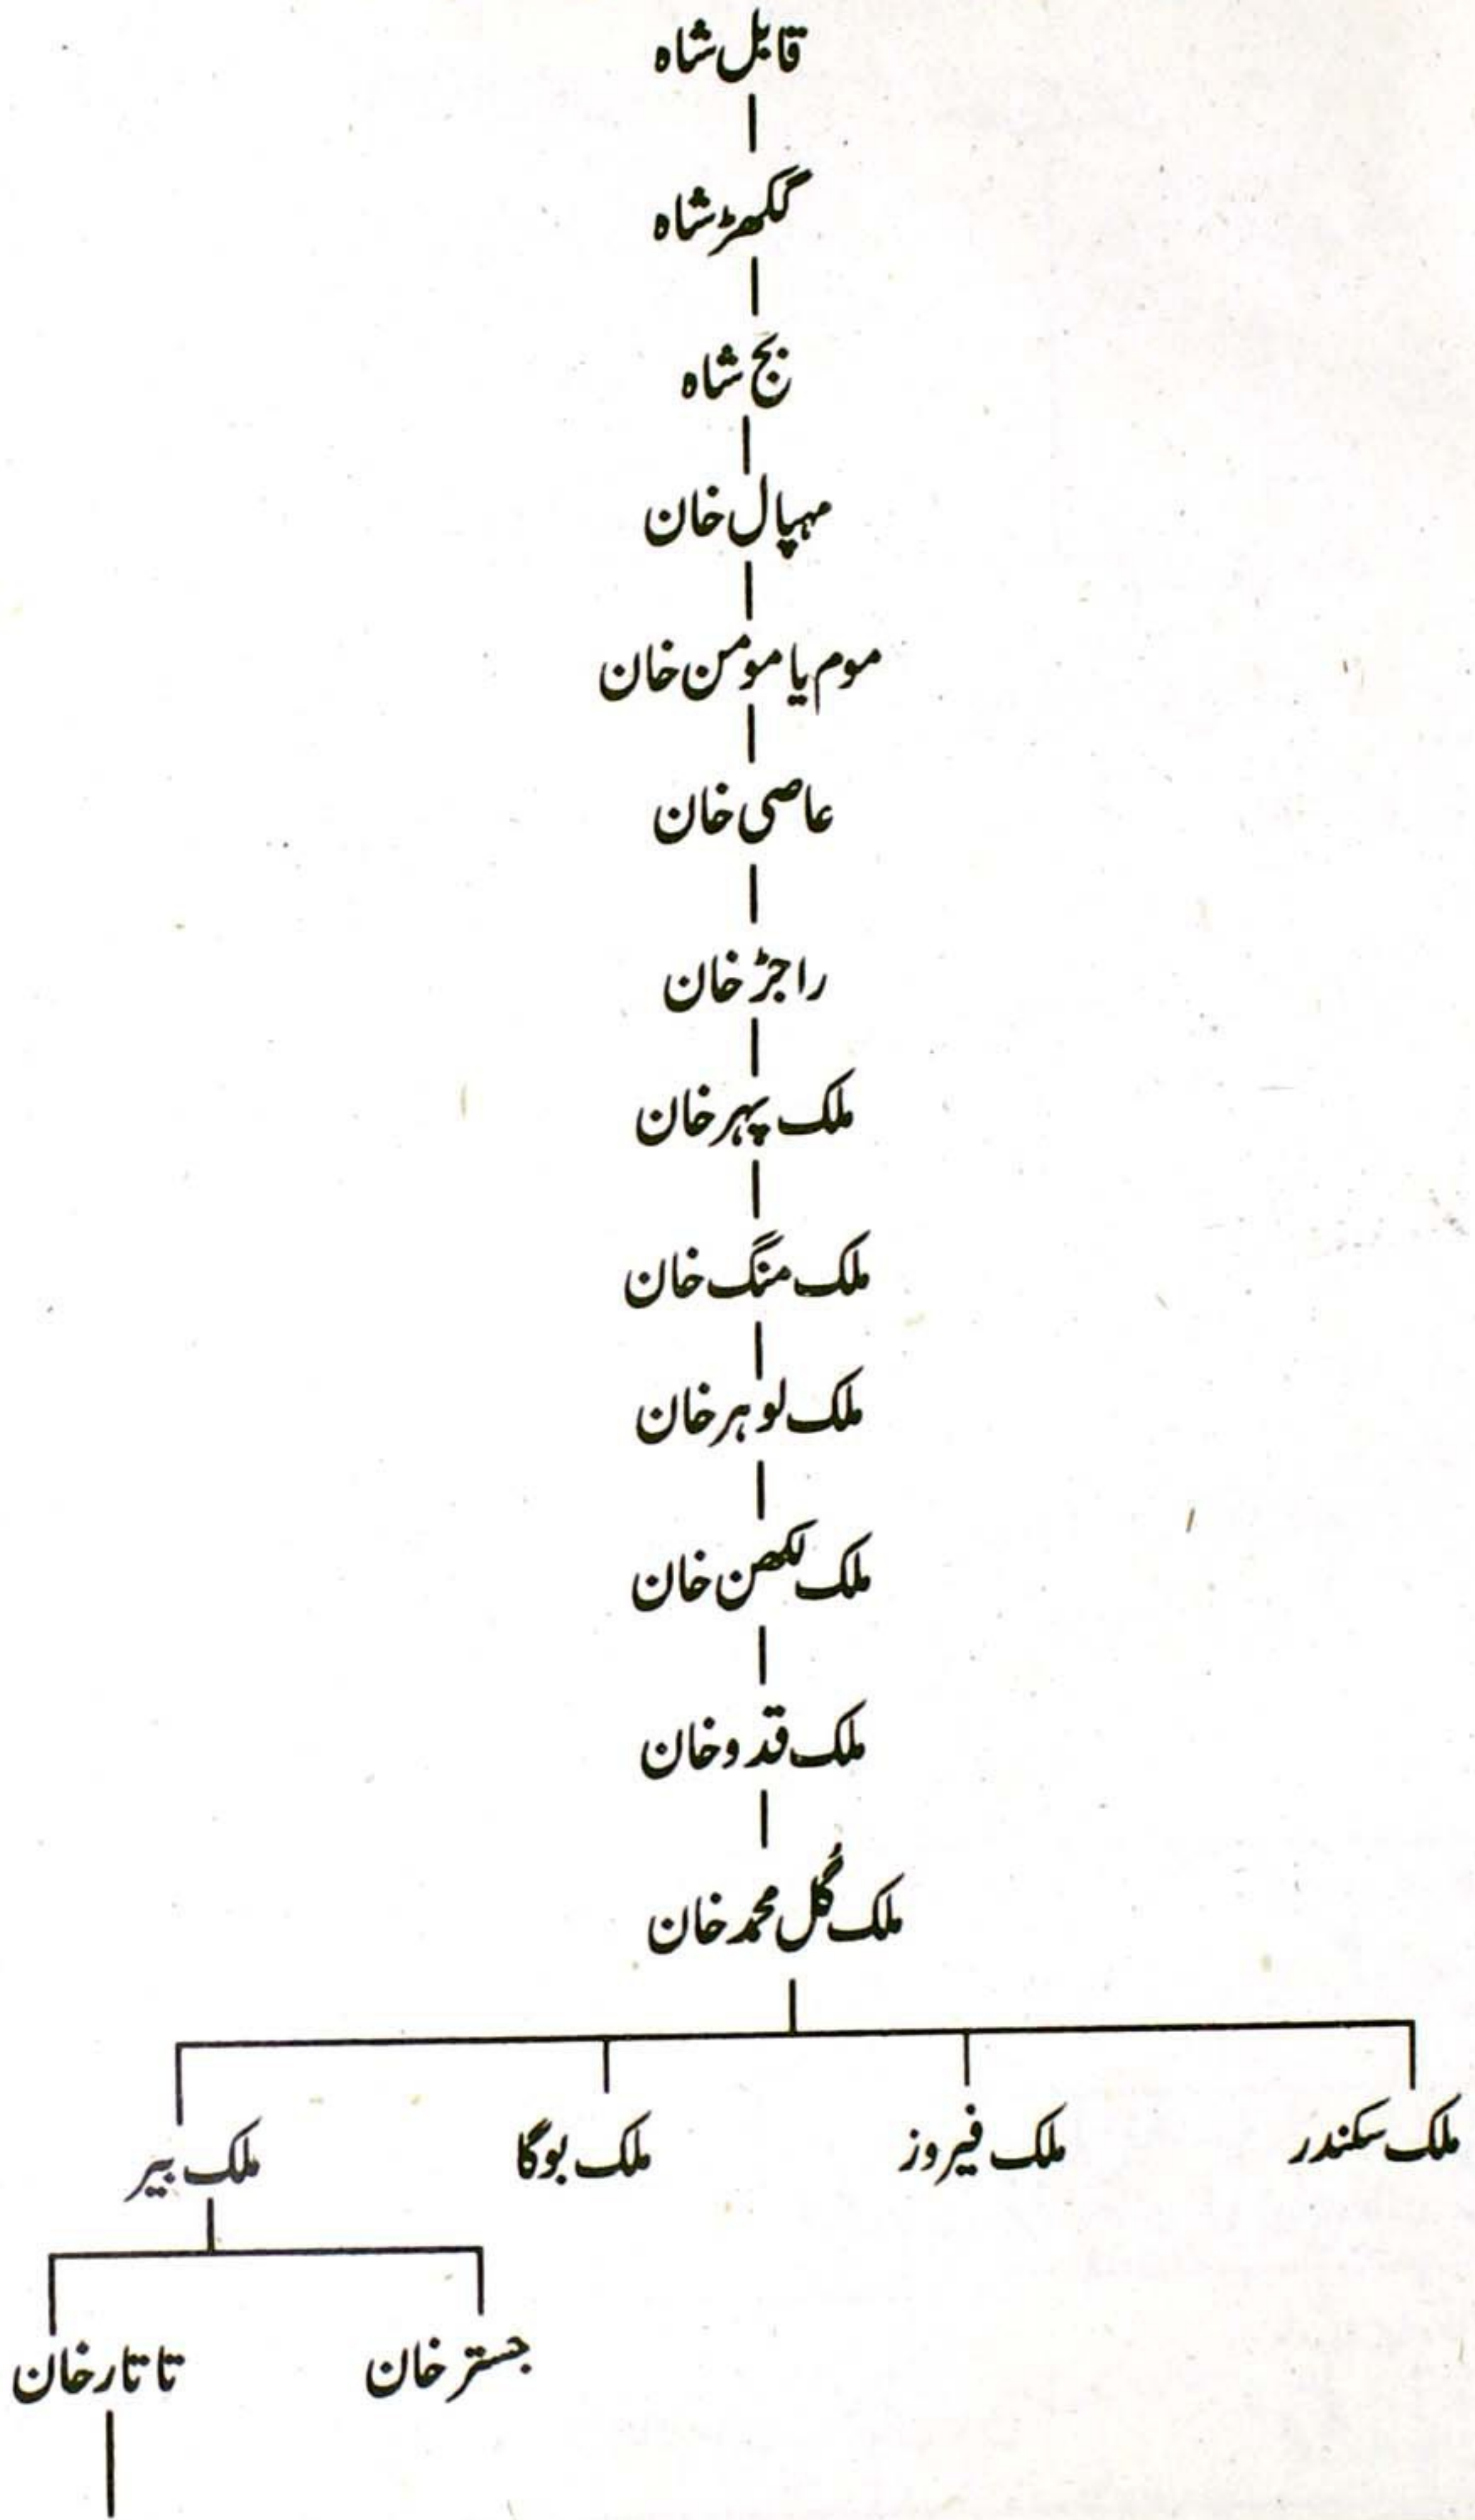 قابل شاہ
گکھڑ شاہ
بج شاہ
مہپال خان
موم یا مومن خان
عاصی خان
راجڑ خان
ملک پہر خان
ملک منگ خان
ملک لوہر خان
ملک لکھن خان
ملک قدو خان
ملک گُل محمد خان
ملک سکندر
ملک فیروز
ملک بوگا
ملک بیر
جستر خان
تاتار خان